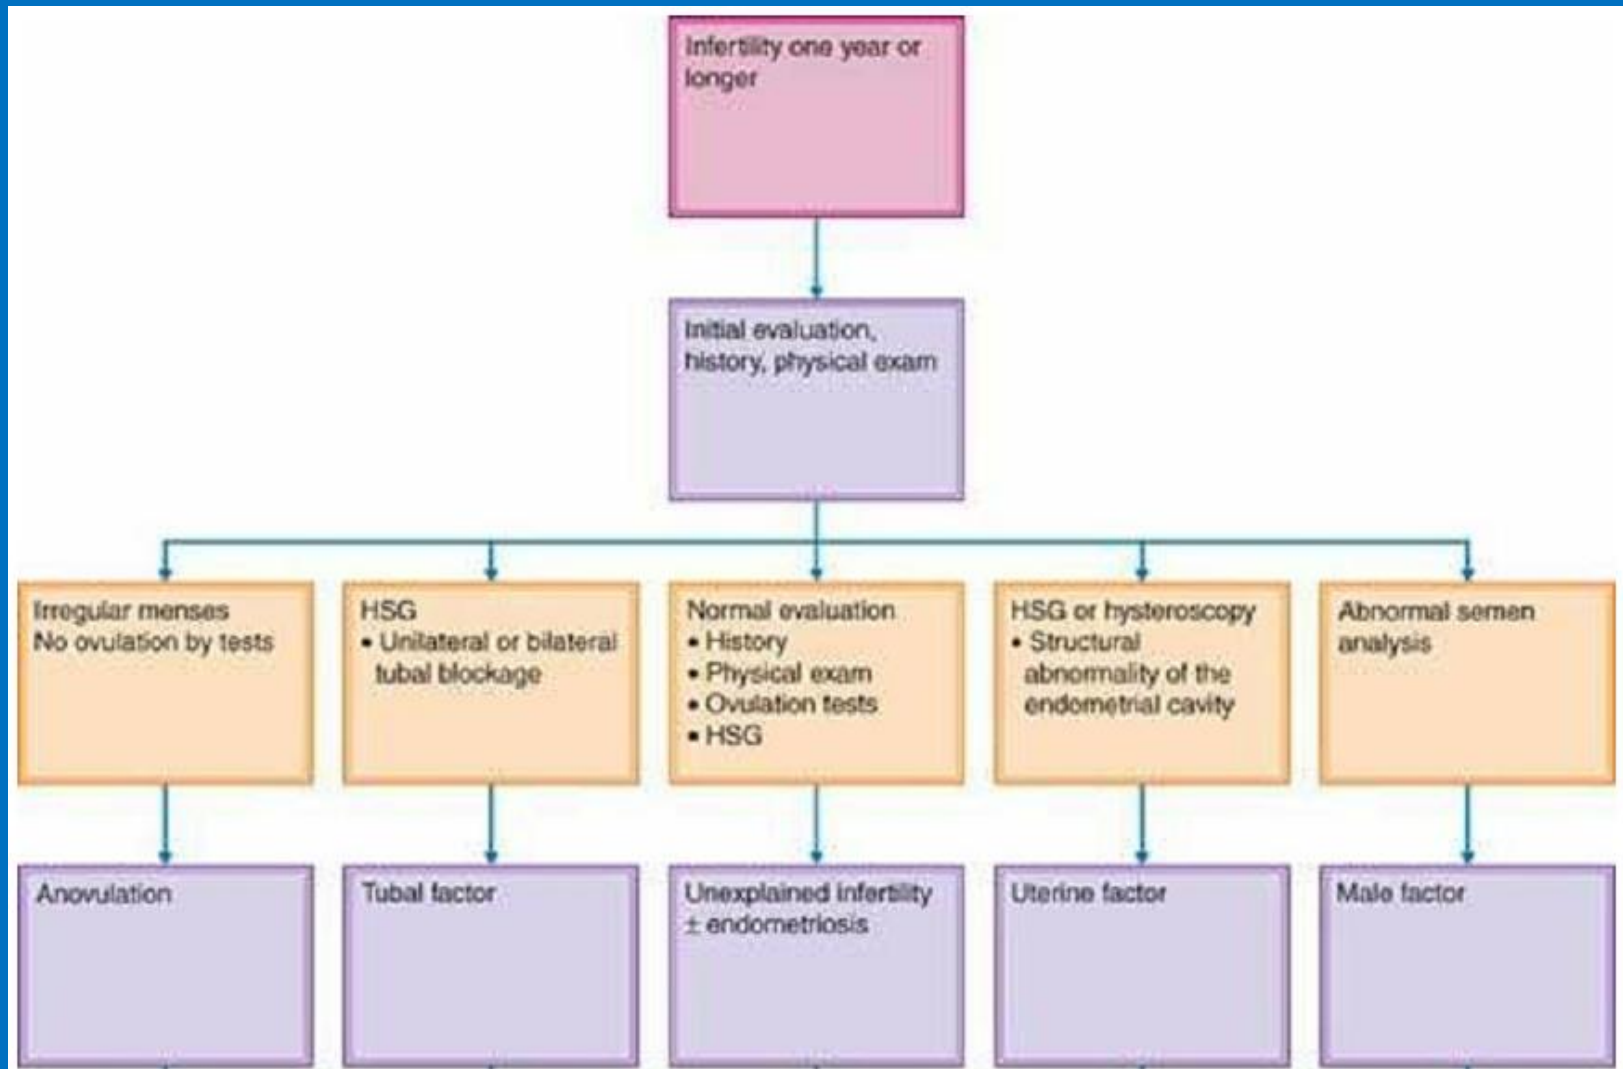 Infertility one year or
longer
Initial evaluation,
history, physical exam
Irregular menses
No ovulation by tests
HSG
• Unilateral or bilateral
tubal blockage
Normal evaluation
• History
• Physical exam
• Ovulation tests
• HSG
HSG or hysteroscopy
• Structural
abnormality of the
endometrial cavity
Abnormal semen
analysis
Anovulation
Tubal factor
Unexplained infertility
± endometriosis
Uterine factor
Male factor